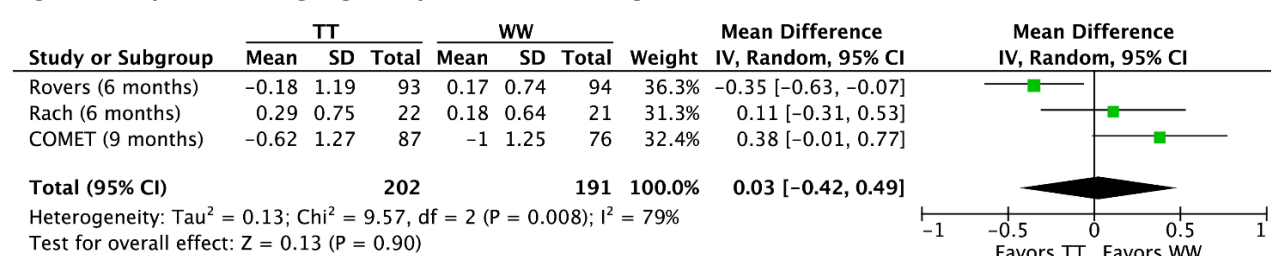 TT WW Mean Difference Mean Difference
Study or Subgroup Mean SD Total Mean SD Total Weight IV, Random, 95% CI IV, Random, 95% CI
Rovers (6 months) −0.18 1.19 93 0.17 0.74 94 36.3% −0.35 [−0.63, −0.07]
Rach (6 months) 0.29 0.75 22 0.18 0.64 21 31.3% 0.11 [−0.31, 0.53]
COMET (9 months) −0.62 1.27 87 −1 1.25 76 32.4% 0.38 [−0.01, 0.77]
Total (95% CI) 202 191 100.0% 0.03 [−0.42, 0.49]
Heterogeneity: Tau² = 0.13; Chi² = 9.57, df = 2 (P = 0.008); I² = 79%
Test for overall effect: Z = 0.13 (P = 0.90)
−1 −0.5 0 0.5 1
Favors TT Favors WW